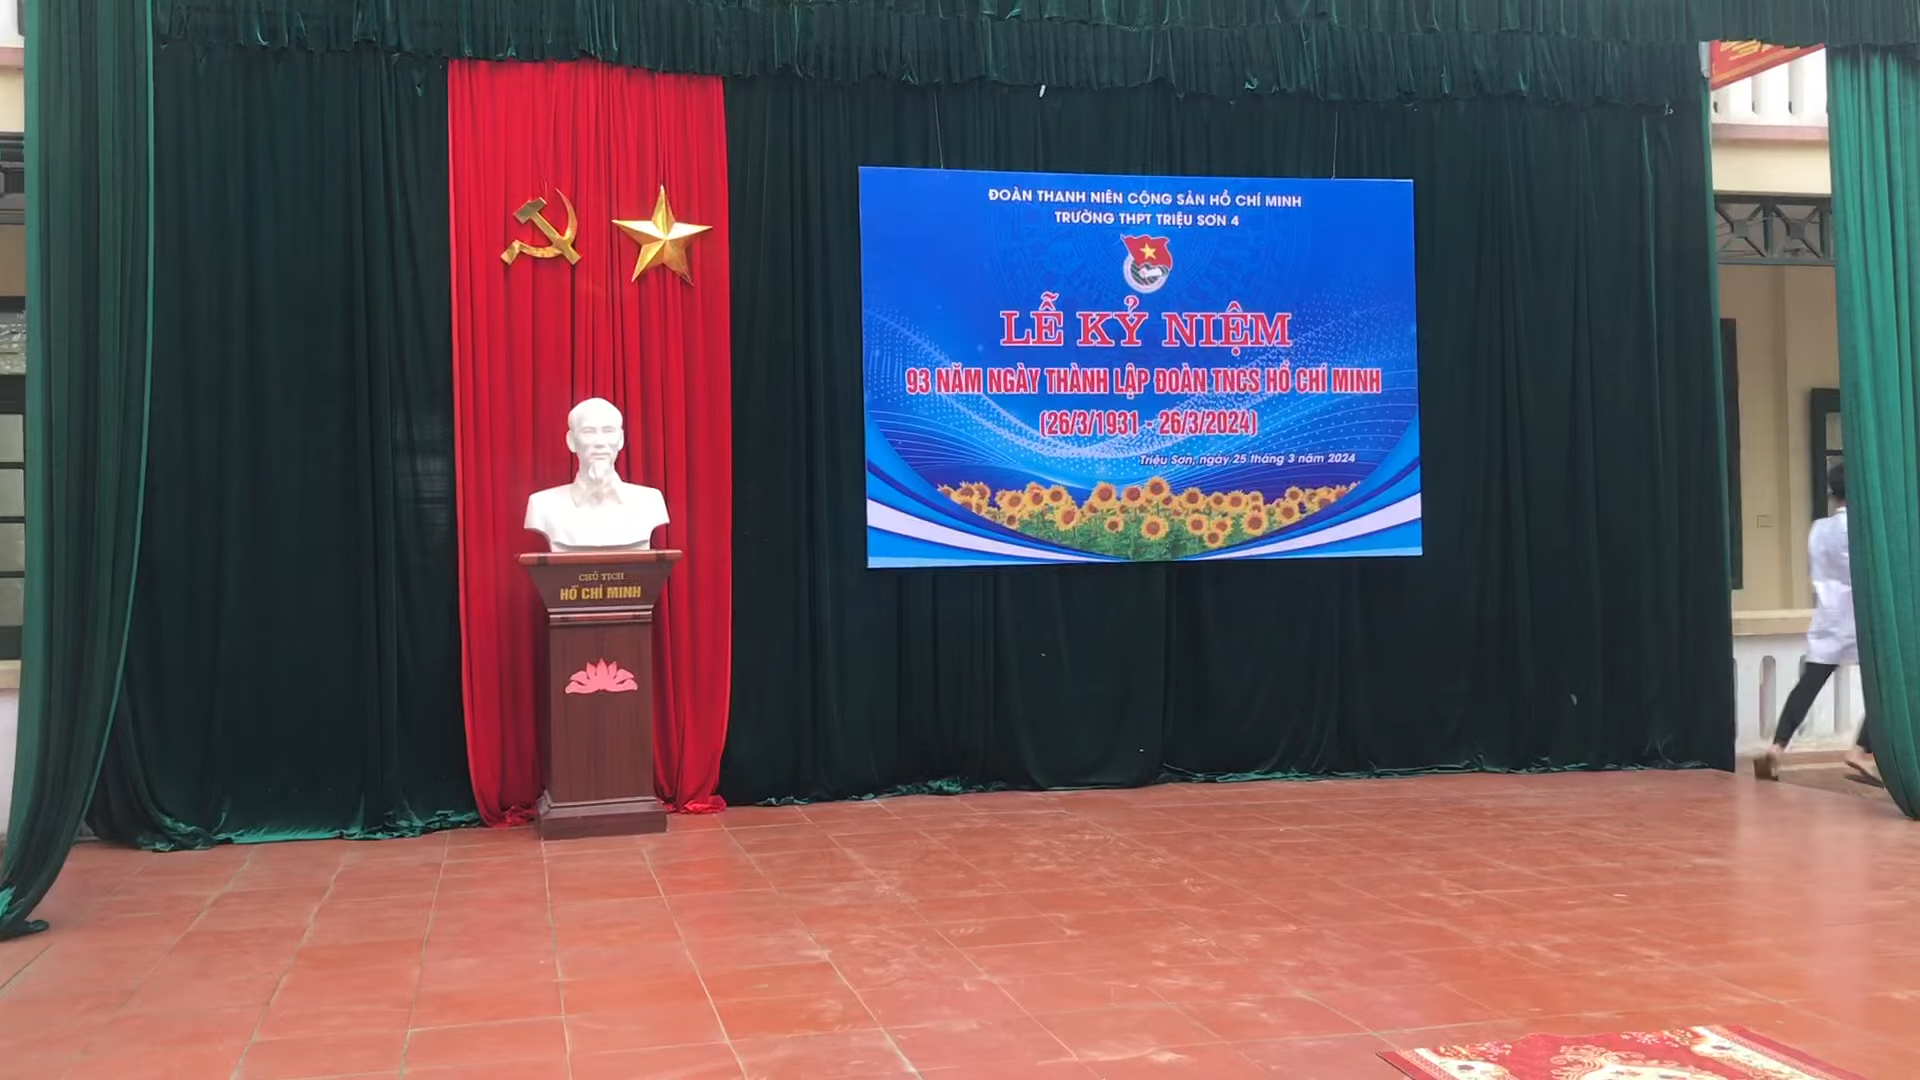 ĐOÀN THANH NIÊN CỘNG SẢN HỒ CHÍ MINH
TRƯỜNG THPT TRIỆU SƠN 4
LỄ KỶ NIỆM
93 NĂM NGÀY THÀNH LẬP ĐOÀN TNCS HỒ CHÍ MINH
(26/3/1931 - 26/3/2024)
Triệu Sơn, ngày 25 tháng 3 năm 2024
CHỦ TỊCH
HỒ CHÍ MINH